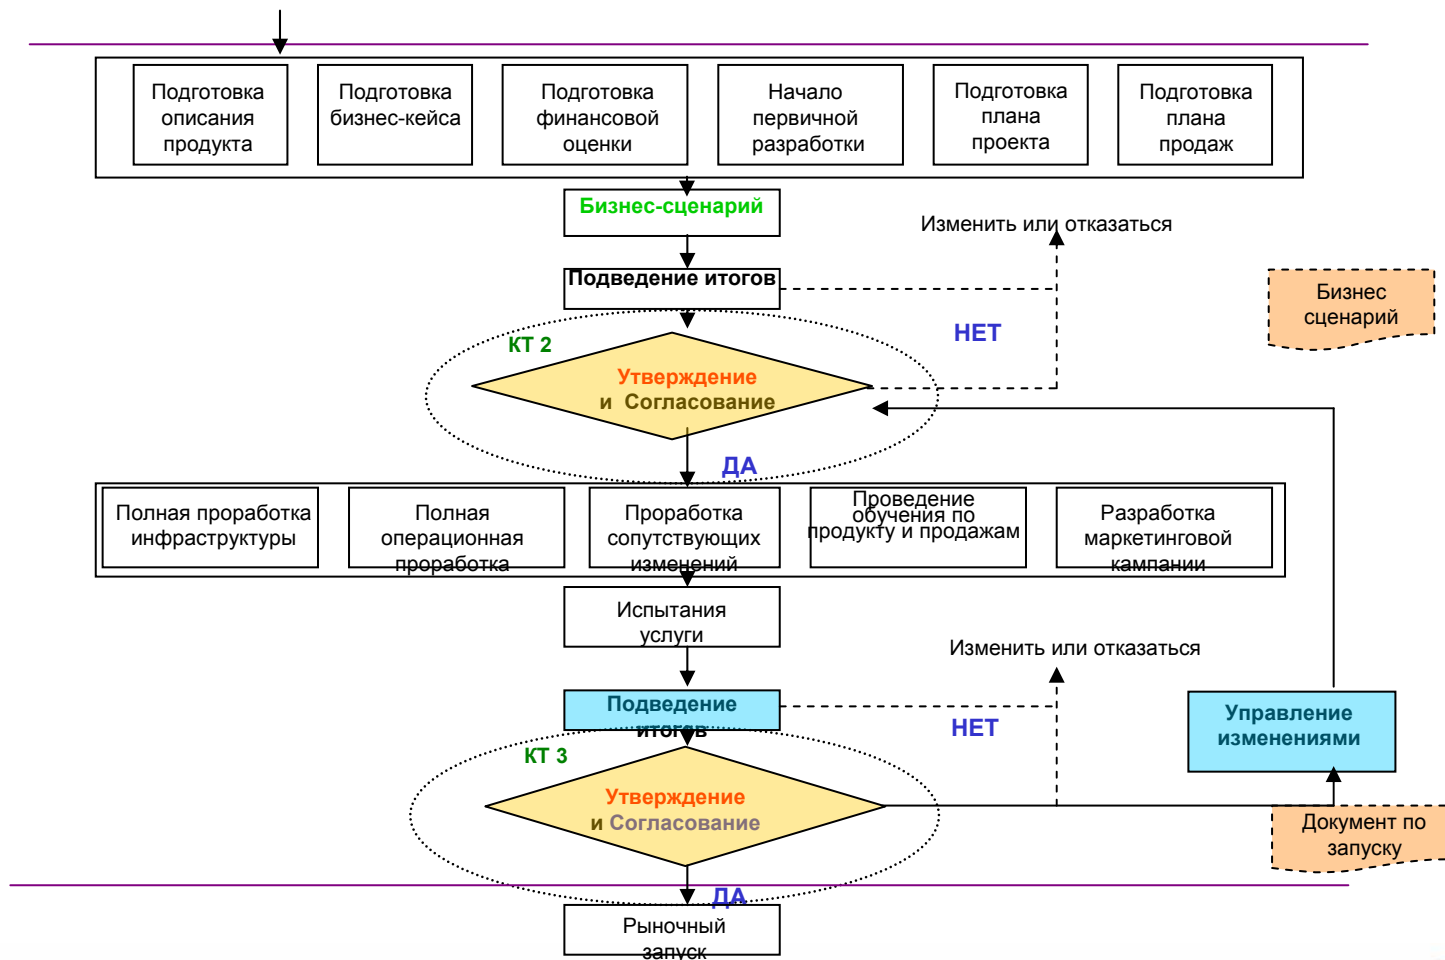 Подготовка
описания
продукта
Подготовка
бизнес-кейса
Подготовка
финансовой
оценки
Начало
первичной
разработки
Подготовка
плана
проекта
Подготовка
плана
продаж
Бизнес-сценарий
Изменить или отказаться
Подведение итогов
Бизнес
сценарий
НЕТ
КТ 2
Утверждение
и Согласование
ДА
Полная проработка
инфраструктуры
Полная
операционная
проработка
Проработка
сопутствующих
изменений
Проведение
обучения по
продукту и продажам
Разработка
маркетинговой
кампании
Испытания
услуги
Изменить или отказаться
Подведение
итогов
НЕТ
Управление
изменениями
КТ 3
Утверждение
и Согласование
Документ по
запуску
ДА
Рыночный
запуск